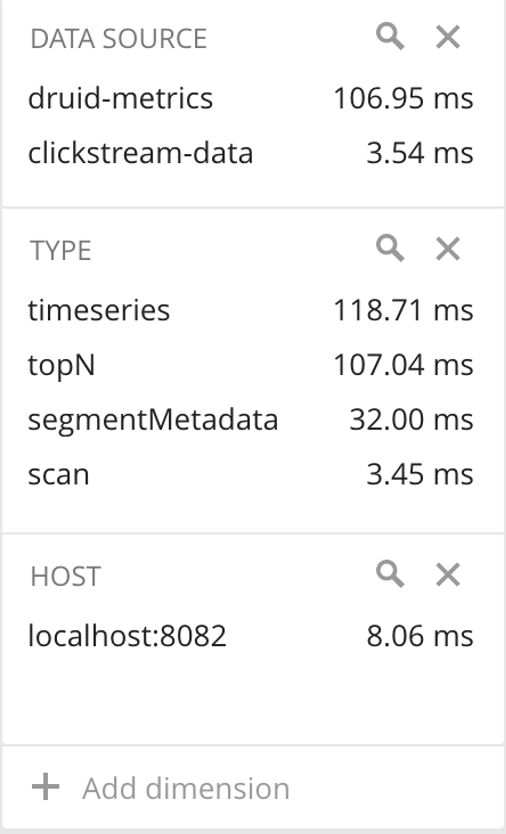 DATA SOURCE
druid-metrics 106.95 ms
clickstream-data 3.54 ms
TYPE
timeseries 118.71 ms
topN 107.04 ms
segmentMetadata 32.00 ms
scan 3.45 ms
HOST
localhost:8082 8.06 ms
Add dimension